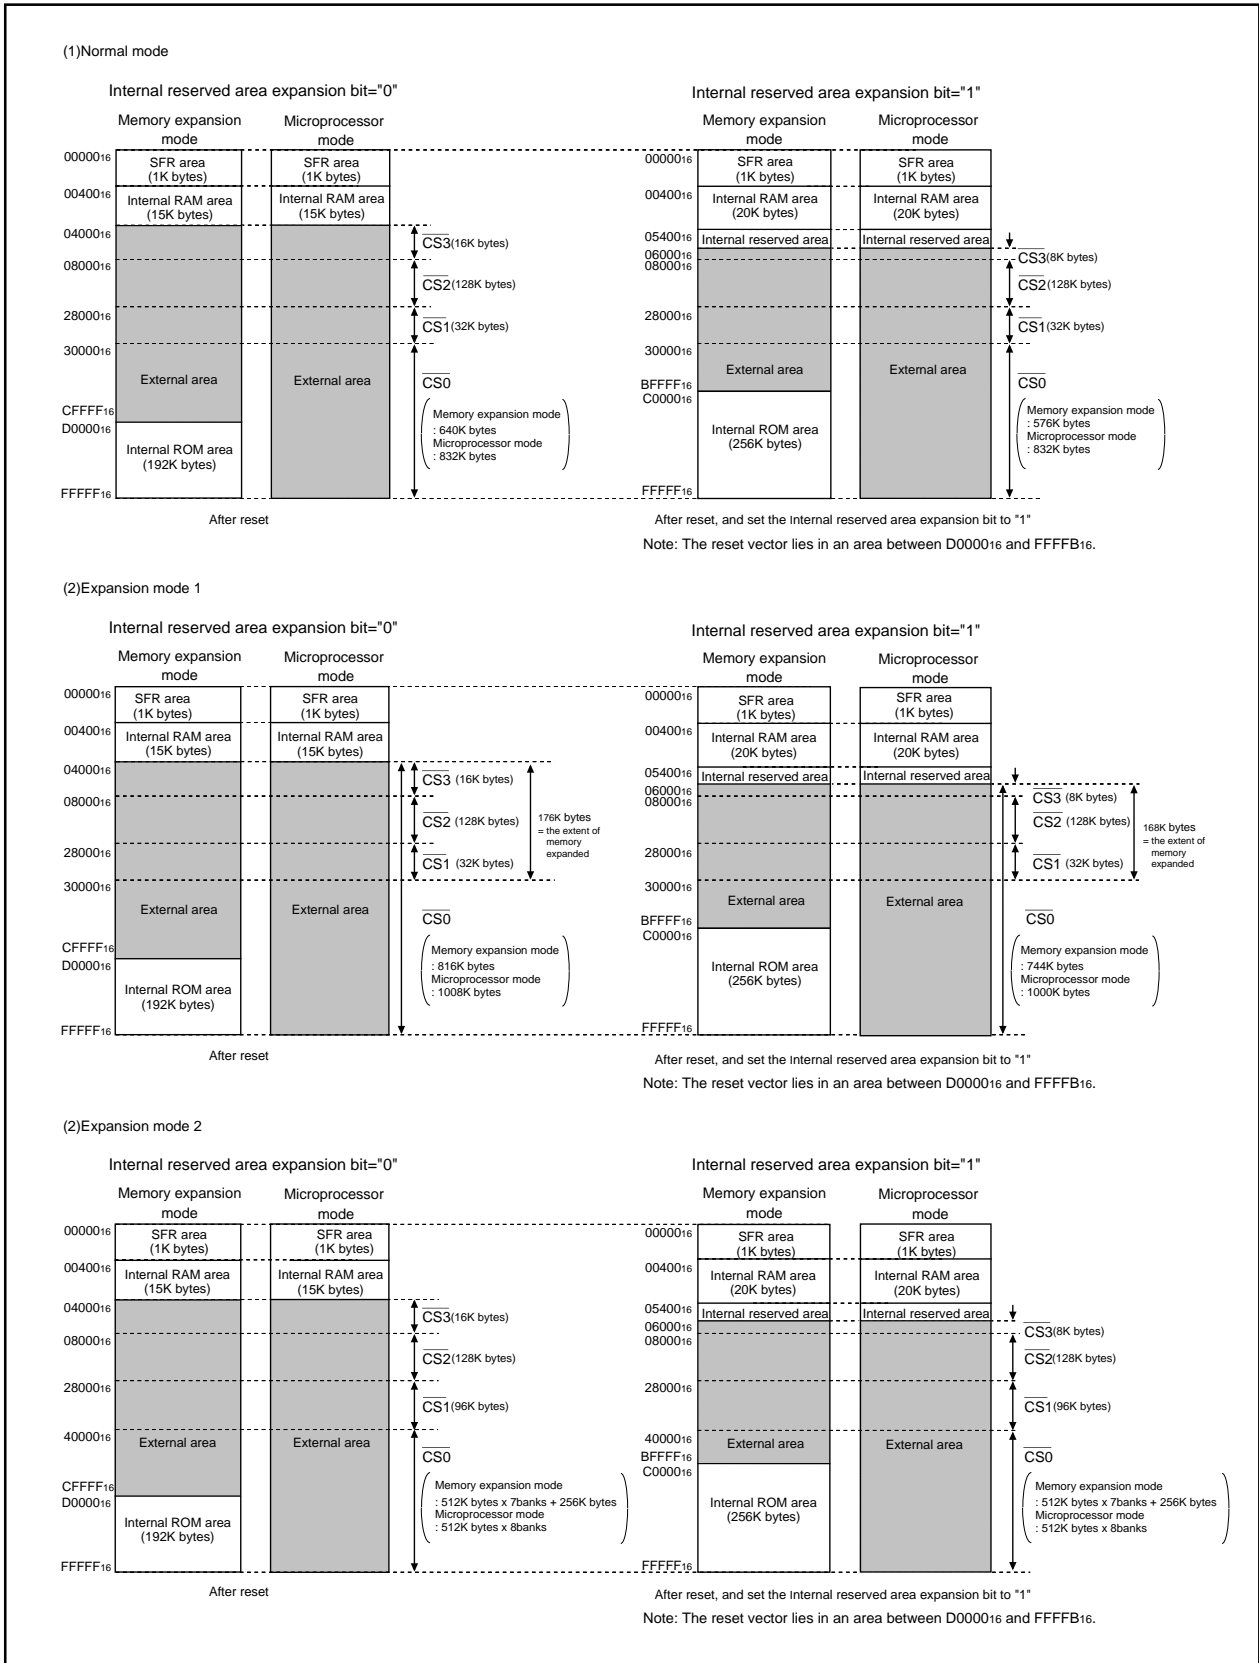 (1)Normal mode
Internal reserved area expansion bit="0"
Memory expansion mode
Microprocessor mode
0000016
SFR area
(1K bytes)
SFR area
(1K bytes)
0040016
Internal RAM area
(15K bytes)
Internal RAM area
(15K bytes)
0400016
CS3(16K bytes)
0800016
CS2(128K bytes)
2800016
CS1(32K bytes)
3000016
External area
External area
CS0
Memory expansion mode
: 640K bytes
Microprocessor mode
: 832K bytes
CFFFF16
D000016
Internal ROM area
(192K bytes)
FFFFF16
After reset
Internal reserved area expansion bit="1"
Memory expansion mode
Microprocessor mode
0000016
SFR area
(1K bytes)
SFR area
(1K bytes)
0040016
Internal RAM area
(20K bytes)
Internal RAM area
(20K bytes)
0540016
Internal reserved area
Internal reserved area
0600016
CS3(8K bytes)
0800016
CS2(128K bytes)
2800016
CS1(32K bytes)
3000016
External area
External area
CS0
BFFFF16
C000016
Memory expansion mode
: 576K bytes
Microprocessor mode
: 832K bytes
Internal ROM area
(256K bytes)
FFFFF16
After reset, and set the Internal reserved area expansion bit to "1"
Note: The reset vector lies in an area between D000016 and FFFFB16.
(2)Expansion mode 1
Internal reserved area expansion bit="0"
Memory expansion mode
Microprocessor mode
0000016
SFR area
(1K bytes)
SFR area
(1K bytes)
0040016
Internal RAM area
(15K bytes)
Internal RAM area
(15K bytes)
0400016
CS3 (16K bytes)
0800016
CS2 (128K bytes)
176K bytes
= the extent of
memory
expanded
2800016
CS1 (32K bytes)
3000016
External area
External area
CS0
CFFFF16
D000016
Memory expansion mode
: 816K bytes
Microprocessor mode
: 1008K bytes
Internal ROM area
(192K bytes)
FFFFF16
After reset
Internal reserved area expansion bit="1"
Memory expansion mode
Microprocessor mode
0000016
SFR area
(1K bytes)
SFR area
(1K bytes)
0040016
Internal RAM area
(20K bytes)
Internal RAM area
(20K bytes)
0540016
Internal reserved area
Internal reserved area
0600016
CS3 (8K bytes)
0800016
CS2 (128K bytes)
168K bytes
= the extent of
memory
expanded
2800016
CS1 (32K bytes)
3000016
External area
External area
CS0
BFFFF16
C000016
Memory expansion mode
: 744K bytes
Microprocessor mode
: 1000K bytes
Internal ROM area
(256K bytes)
FFFFF16
After reset, and set the Internal reserved area expansion bit to "1"
Note: The reset vector lies in an area between D000016 and FFFFB16.
(2)Expansion mode 2
Internal reserved area expansion bit="0"
Memory expansion mode
Microprocessor mode
0000016
SFR area
(1K bytes)
SFR area
(1K bytes)
0040016
Internal RAM area
(15K bytes)
Internal RAM area
(15K bytes)
0400016
CS3(16K bytes)
0800016
CS2(128K bytes)
2800016
CS1(96K bytes)
4000016
External area
External area
CS0
CFFFF16
D000016
Memory expansion mode
: 512K bytes x 7banks + 256K bytes
Microprocessor mode
: 512K bytes x 8banks
Internal ROM area
(192K bytes)
FFFFF16
After reset
Internal reserved area expansion bit="1"
Memory expansion mode
Microprocessor mode
0000016
SFR area
(1K bytes)
SFR area
(1K bytes)
0040016
Internal RAM area
(20K bytes)
Internal RAM area
(20K bytes)
0540016
Internal reserved area
Internal reserved area
0600016
CS3(8K bytes)
0800016
CS2(128K bytes)
2800016
CS1(96K bytes)
4000016
External area
External area
CS0
BFFFF16
C000016
Memory expansion mode
: 512K bytes x 7banks + 256K bytes
Microprocessor mode
: 512K bytes x 8banks
Internal ROM area
(256K bytes)
FFFFF16
After reset, and set the Internal reserved area expansion bit to "1"
Note: The reset vector lies in an area between D000016 and FFFFB16.